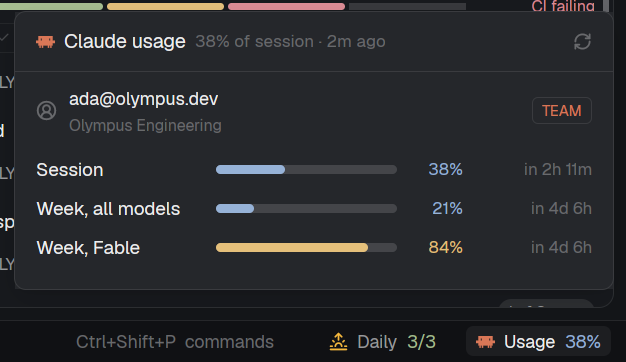 CI failing
Claude usage 38% of session · 2m ago
ada@olympus.dev
Olympus Engineering
TEAM
Session 38% in 2h 11m
Week, all models 21% in 4d 6h
Week, Fable 84% in 4d 6h
Ctrl+Shift+P commands
Daily 3/3
Usage 38%